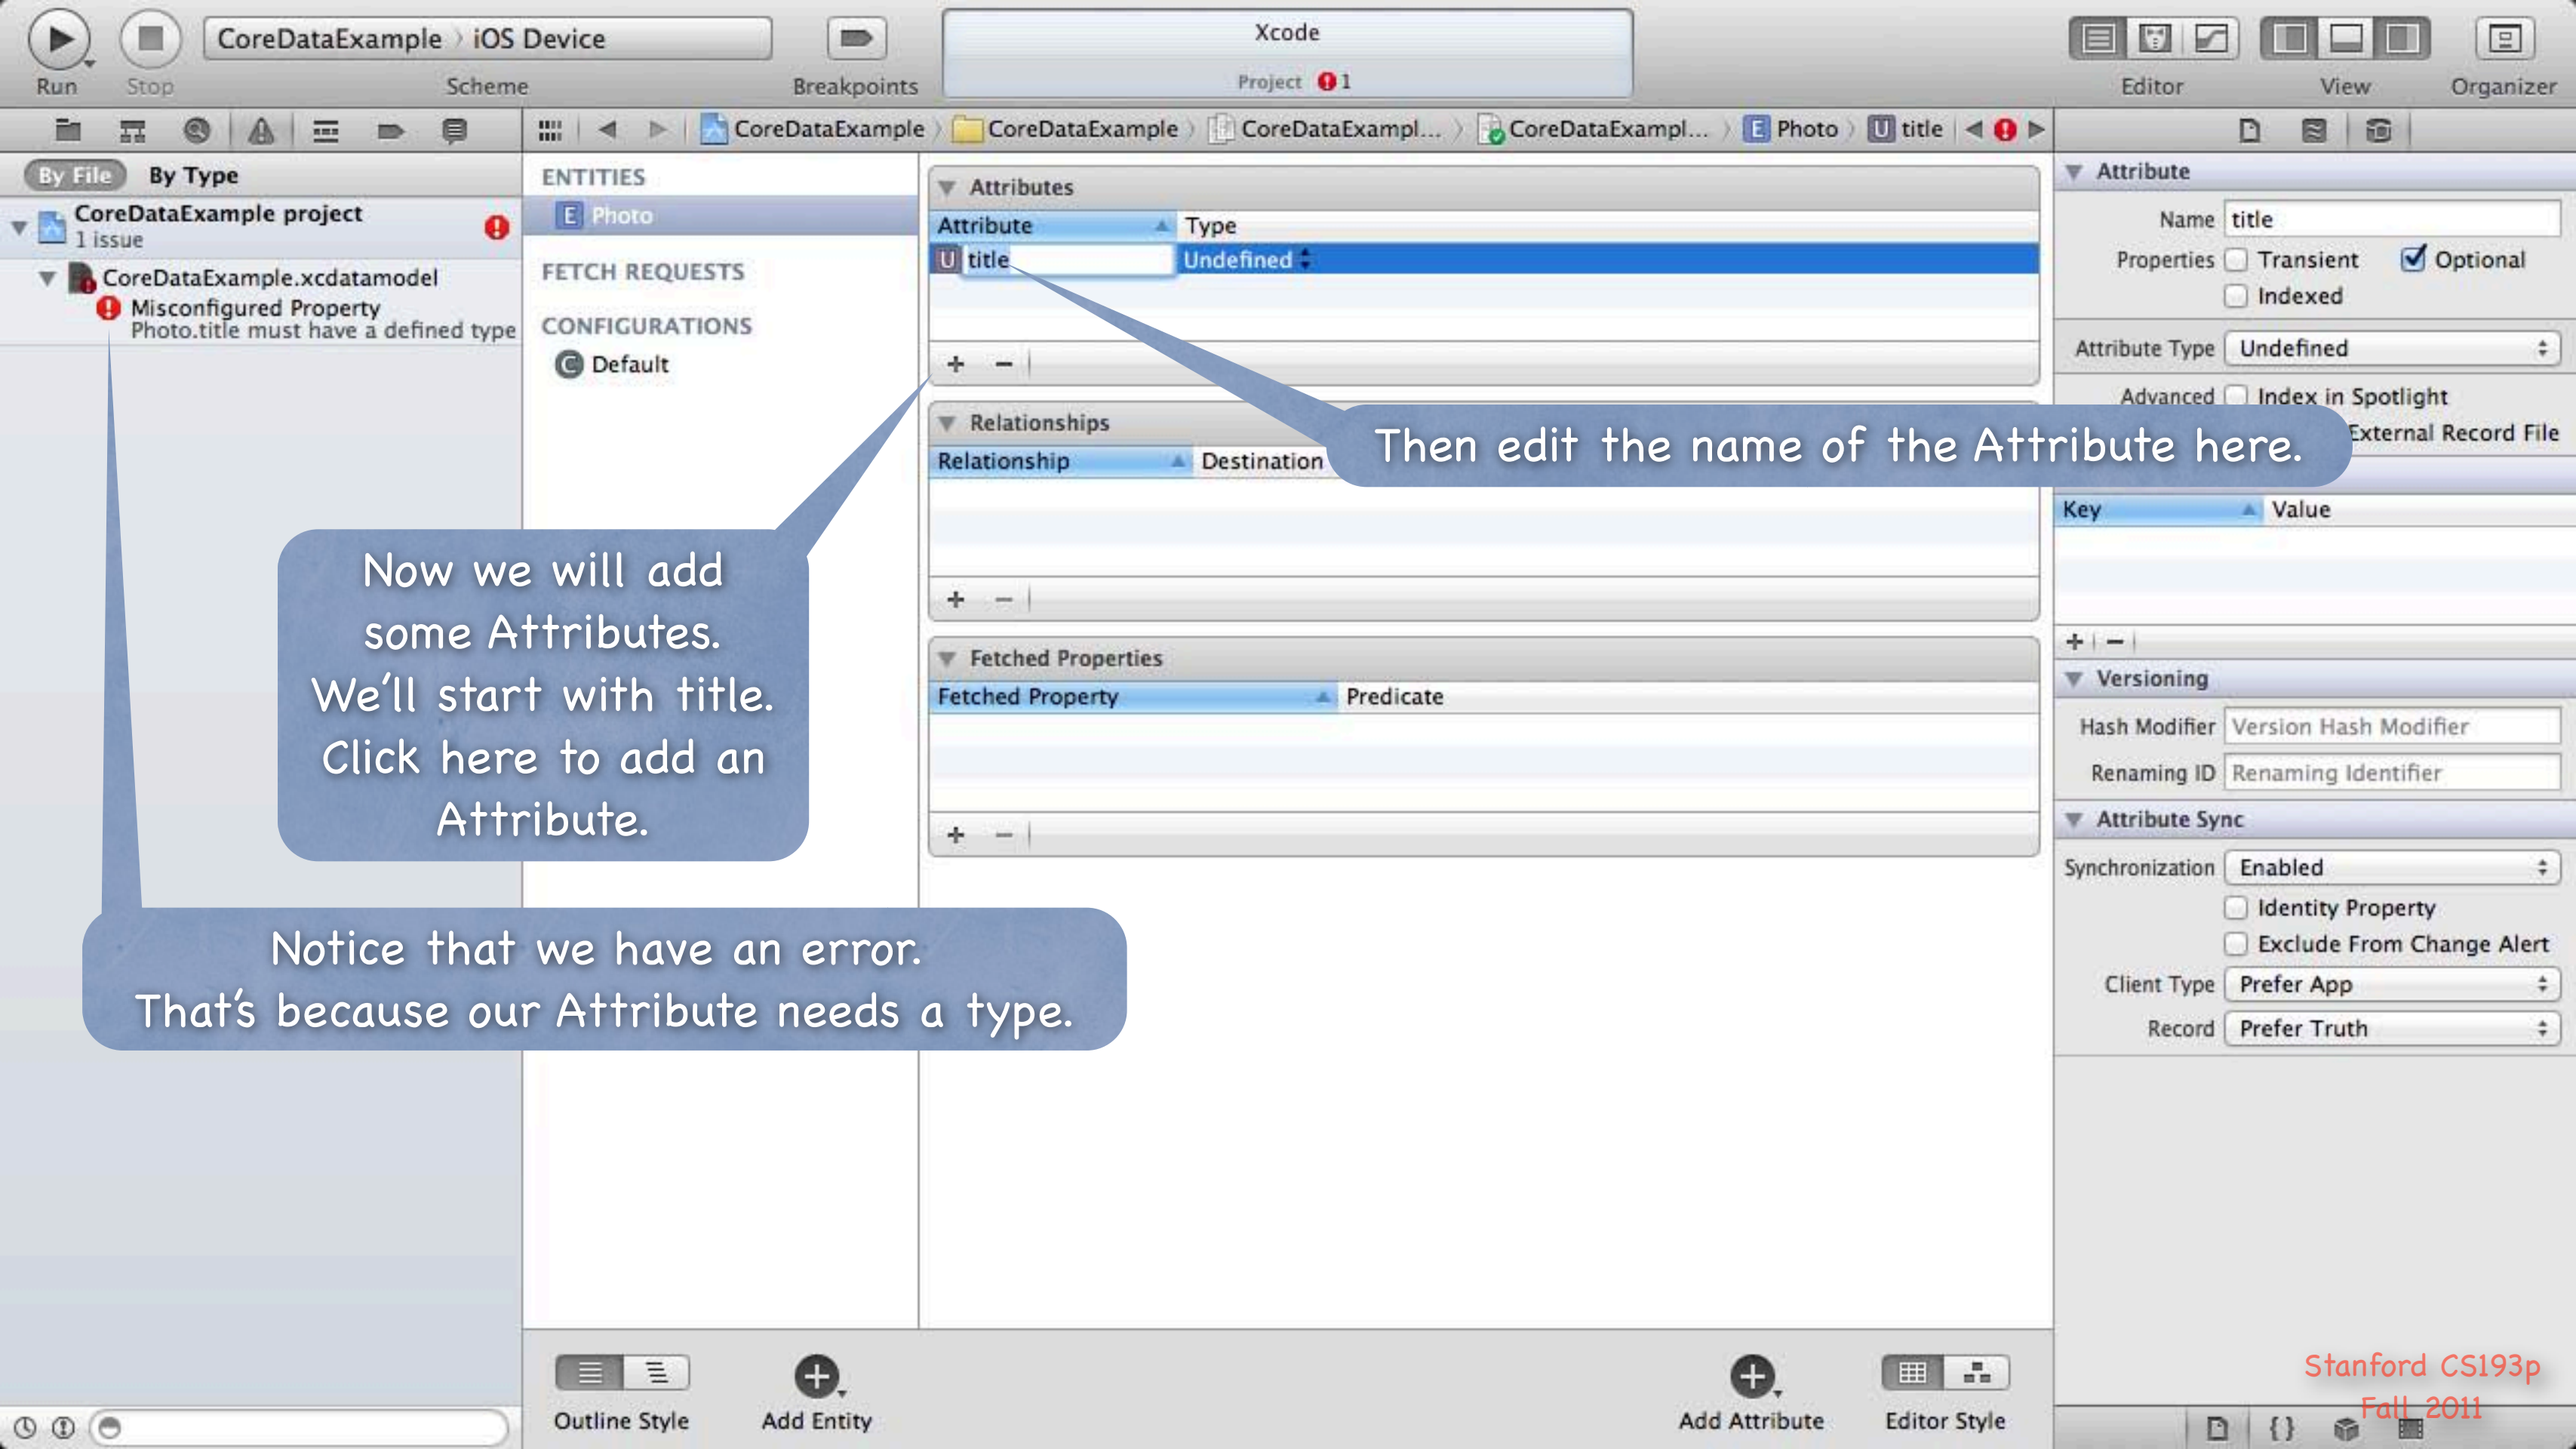 CoreDataExample › iOS Device
Xcode
Project 1
Run
Stop
Scheme
Breakpoints
Editor
View
Organizer
CoreDataExample
CoreDataExample
CoreDataExampl...
CoreDataExampl...
E Photo
U title
By File
By Type
CoreDataExample project
1 issue
CoreDataExample.xcdatamodel
Misconfigured Property
Photo.title must have a defined type
ENTITIES
E Photo
FETCH REQUESTS
CONFIGURATIONS
C Default
Attributes
Attribute
Type
U title
Undefined
Relationships
Relationship
Destination
Fetched Properties
Fetched Property
Predicate
Then edit the name of the Attribute here.
Now we will add
some Attributes.
We'll start with title.
Click here to add an
Attribute.
Notice that we have an error.
That's because our Attribute needs a type.
Attribute
Name title
Properties Transient Optional
Indexed
Attribute Type Undefined
Advanced Index in Spotlight
External Record File
Key
Value
Versioning
Hash Modifier Version Hash Modifier
Renaming ID Renaming Identifier
Attribute Sync
Synchronization Enabled
Identity Property
Exclude From Change Alert
Client Type Prefer App
Record Prefer Truth
Outline Style
Add Entity
Add Attribute
Editor Style
Stanford CS193p
Fall 2011